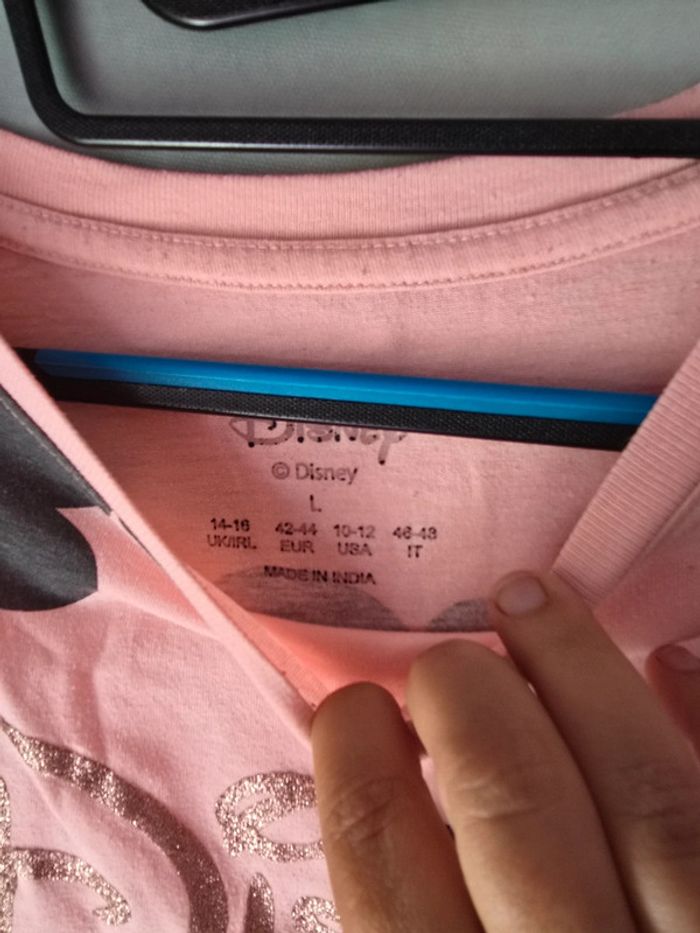 Disney
© Disney
L
14-16 42-44 10-12 46-48
UK/IRL EUR USA IT
MADE IN INDIA